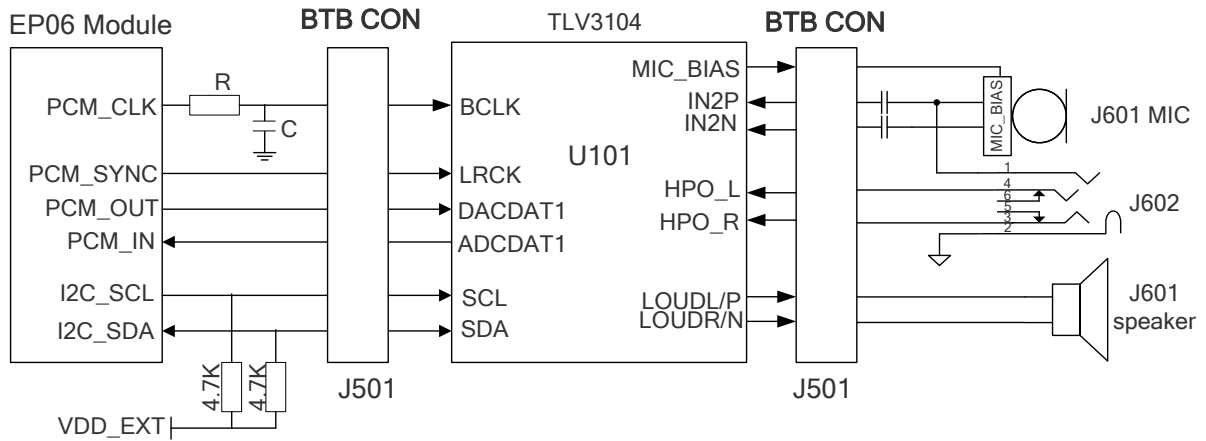 EP06 Module
BTB CON
TLV3104
BTB CON
PCM_CLK
R
C
BCLK
MIC_BIAS
IN2P
IN2N
MIC_BIAS
J601 MIC
U101
PCM_SYNC
LRCK
PCM_OUT
DACDAT1
PCM_IN
ADCDAT1
HPO_L
HPO_R
1
4
6
5
3
2
J602
I2C_SCL
SCL
I2C_SDA
SDA
LOUDL/P
LOUDR/N
J601
speaker
4.7K
4.7K
J501
J501
VDD_EXT